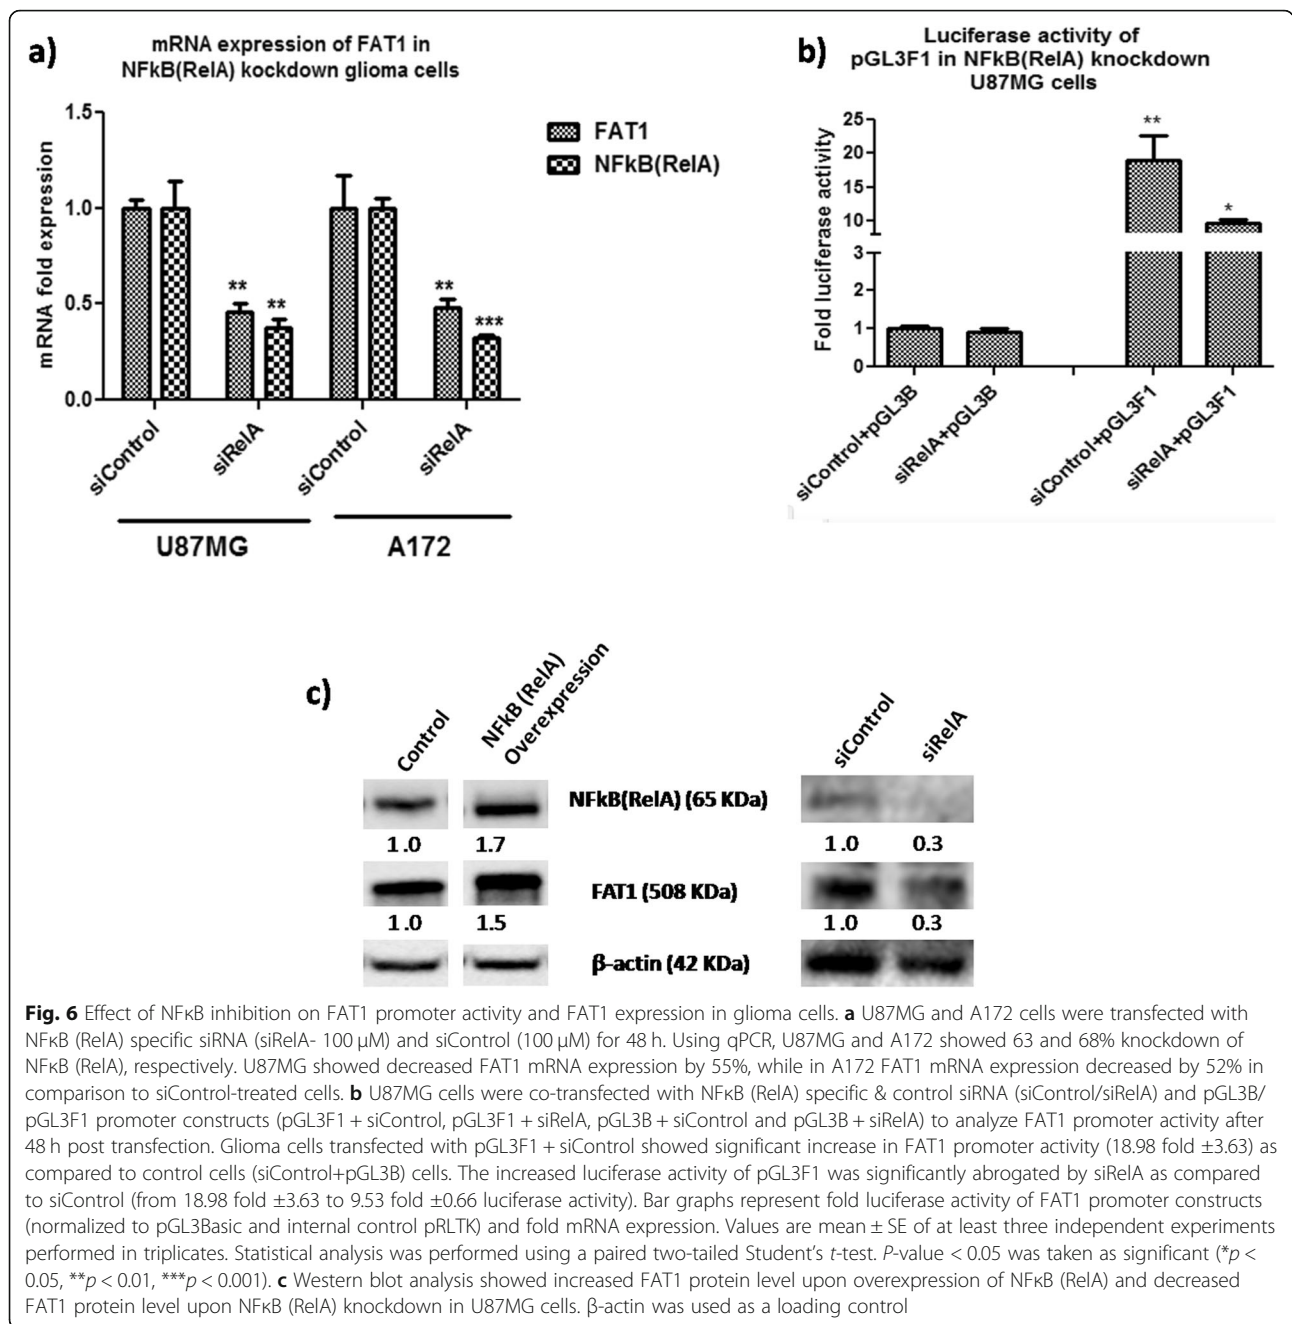 a)
mRNA expression of FAT1 in
NFkB(RelA) kockdown glioma cells
1.5
1.0
0.5
0.0
mRNA fold expression
FAT1
NFkB(RelA)
** ** ** ***
siControl siRelA siControl siRelA
U87MG A172
b)
Luciferase activity of
pGL3F1 in NFkB(RelA) knockdown
U87MG cells
25
20
15
10
3
2
1
0
Fold luciferase activity
** *
siControl+pGL3B siRelA+pGL3B siControl+pGL3F1 siRelA+pGL3F1
c)
Control NFkB (RelA)
Overexpression siControl siRelA
NFkB(RelA) (65 KDa)
1.0 1.7 1.0 0.3
FAT1 (508 KDa)
1.0 1.5 1.0 0.3
β-actin (42 KDa)
Fig. 6 Effect of NFκB inhibition on FAT1 promoter activity and FAT1 expression in glioma cells. a U87MG and A172 cells were transfected with
NFκB (RelA) specific siRNA (siRelA- 100 μM) and siControl (100 μM) for 48 h. Using qPCR, U87MG and A172 showed 63 and 68% knockdown of
NFκB (RelA), respectively. U87MG showed decreased FAT1 mRNA expression by 55%, while in A172 FAT1 mRNA expression decreased by 52% in
comparison to siControl-treated cells. b U87MG cells were co-transfected with NFκB (RelA) specific & control siRNA (siControl/siRelA) and pGL3B/
pGL3F1 promoter constructs (pGL3F1 + siControl, pGL3F1 + siRelA, pGL3B + siControl and pGL3B + siRelA) to analyze FAT1 promoter activity after
48 h post transfection. Glioma cells transfected with pGL3F1 + siControl showed significant increase in FAT1 promoter activity (18.98 fold ±3.63) as
compared to control cells (siControl+pGL3B) cells. The increased luciferase activity of pGL3F1 was significantly abrogated by siRelA as compared
to siControl (from 18.98 fold ±3.63 to 9.53 fold ±0.66 luciferase activity). Bar graphs represent fold luciferase activity of FAT1 promoter constructs
(normalized to pGL3Basic and internal control pRLTK) and fold mRNA expression. Values are mean ± SE of at least three independent experiments
performed in triplicates. Statistical analysis was performed using a paired two-tailed Student's t-test. P-value < 0.05 was taken as significant (*p <
0.05, **p < 0.01, ***p < 0.001). c Western blot analysis showed increased FAT1 protein level upon overexpression of NFκB (RelA) and decreased
FAT1 protein level upon NFκB (RelA) knockdown in U87MG cells. β-actin was used as a loading control